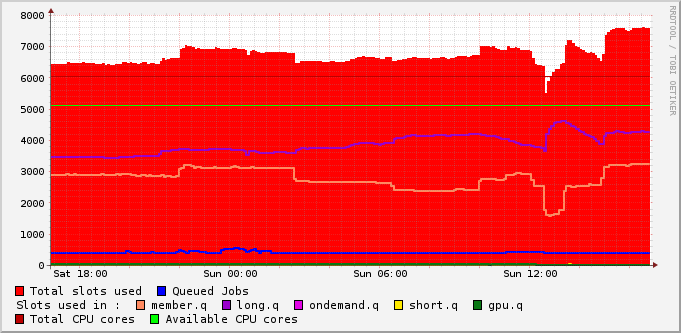 RRDTOOL / TOBI OETIKER
8000
7000
6000
5000
4000
3000
2000
1000
0
Sat 18:00 Sun 00:00 Sun 06:00 Sun 12:00
Total slots used Queued Jobs
Slots used in : member.q long.q ondemand.q short.q gpu.q
Total CPU cores Available CPU cores